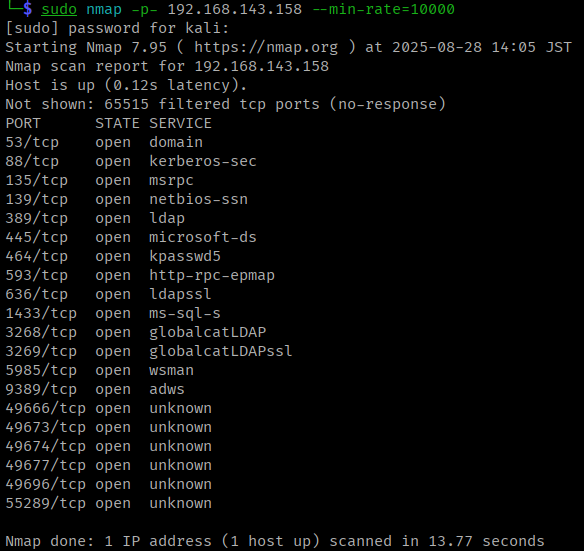 └─$ sudo nmap -p- 192.168.143.158 --min-rate=10000
[sudo] password for kali:
Starting Nmap 7.95 ( https://nmap.org ) at 2025-08-28 14:05 JST
Nmap scan report for 192.168.143.158
Host is up (0.12s latency).
Not shown: 65515 filtered tcp ports (no-response)
PORT      STATE SERVICE
53/tcp    open  domain
88/tcp    open  kerberos-sec
135/tcp   open  msrpc
139/tcp   open  netbios-ssn
389/tcp   open  ldap
445/tcp   open  microsoft-ds
464/tcp   open  kpasswd5
593/tcp   open  http-rpc-epmap
636/tcp   open  ldapssl
1433/tcp  open  ms-sql-s
3268/tcp  open  globalcatLDAP
3269/tcp  open  globalcatLDAPssl
5985/tcp  open  wsman
9389/tcp  open  adws
49666/tcp open  unknown
49673/tcp open  unknown
49674/tcp open  unknown
49677/tcp open  unknown
49696/tcp open  unknown
55289/tcp open  unknown
Nmap done: 1 IP address (1 host up) scanned in 13.77 seconds